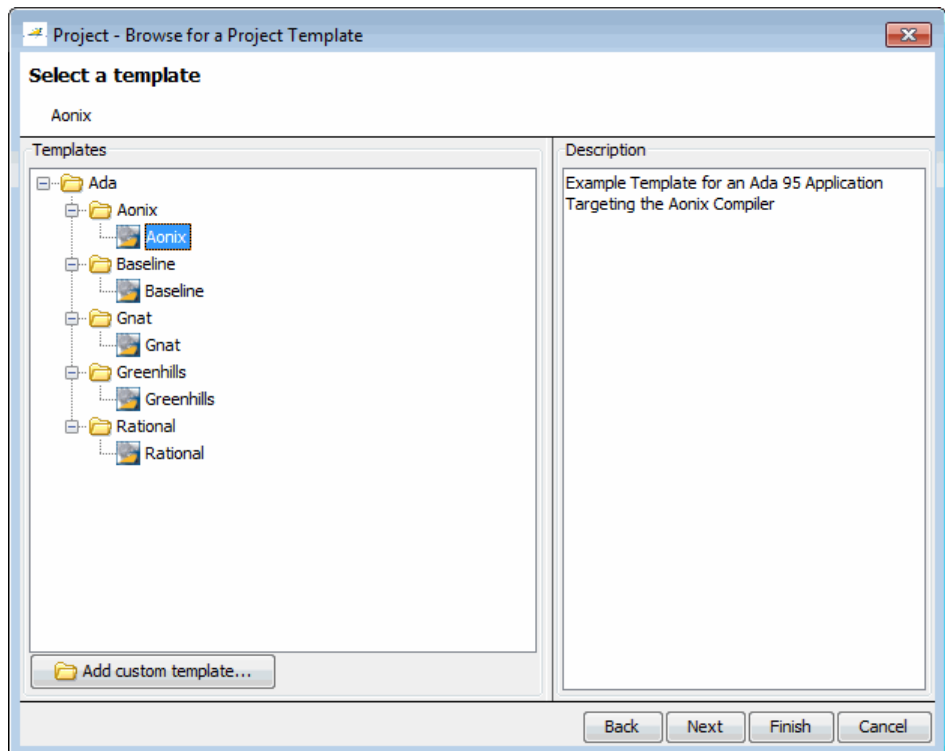 Project - Browse for a Project Template
Select a template
Aonix
Templates
Ada
Aonix
Aonix
Baseline
Baseline
Gnat
Gnat
Greenhills
Greenhills
Rational
Rational
Add custom template...
Description
Example Template for an Ada 95 Application
Targeting the Aonix Compiler
Back
Next
Finish
Cancel